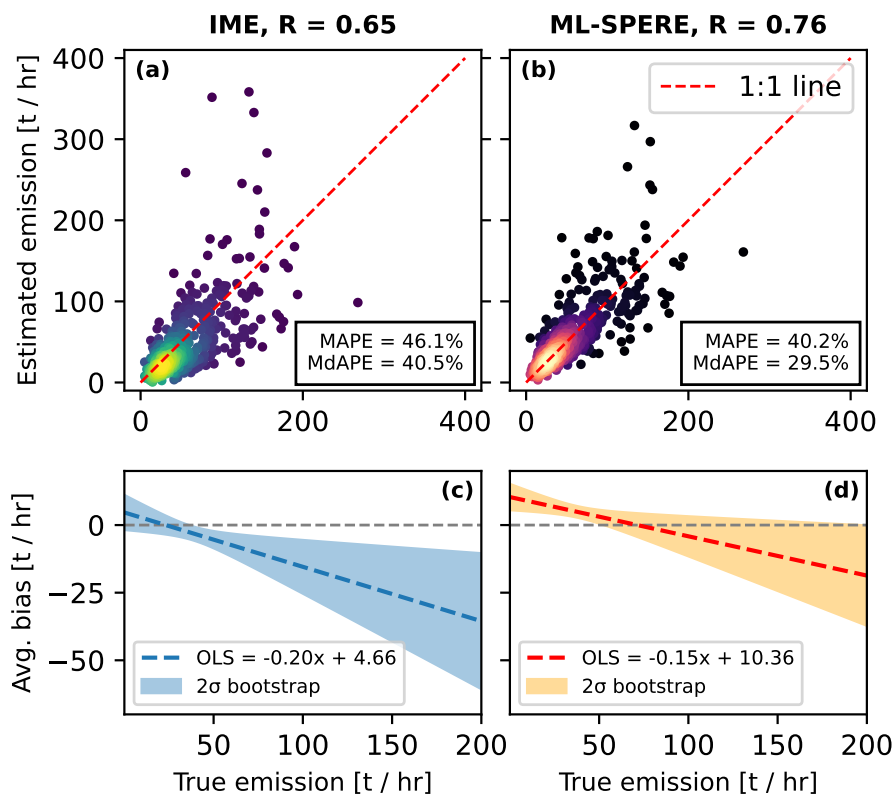 IME, R = 0.65
ML-SPERE, R = 0.76
(a)
(b)
1:1 line
400
300
200
100
0
Estimated emission [t / hr]
MAPE = 46.1%
MdAPE = 40.5%
MAPE = 40.2%
MdAPE = 29.5%
0
200
400
0
200
400
(c)
(d)
0
−25
−50
Avg. bias [t / hr]
OLS = -0.20x + 4.66
2σ bootstrap
OLS = -0.15x + 10.36
2σ bootstrap
50
100
150
200
50
100
150
200
True emission [t / hr]
True emission [t / hr]